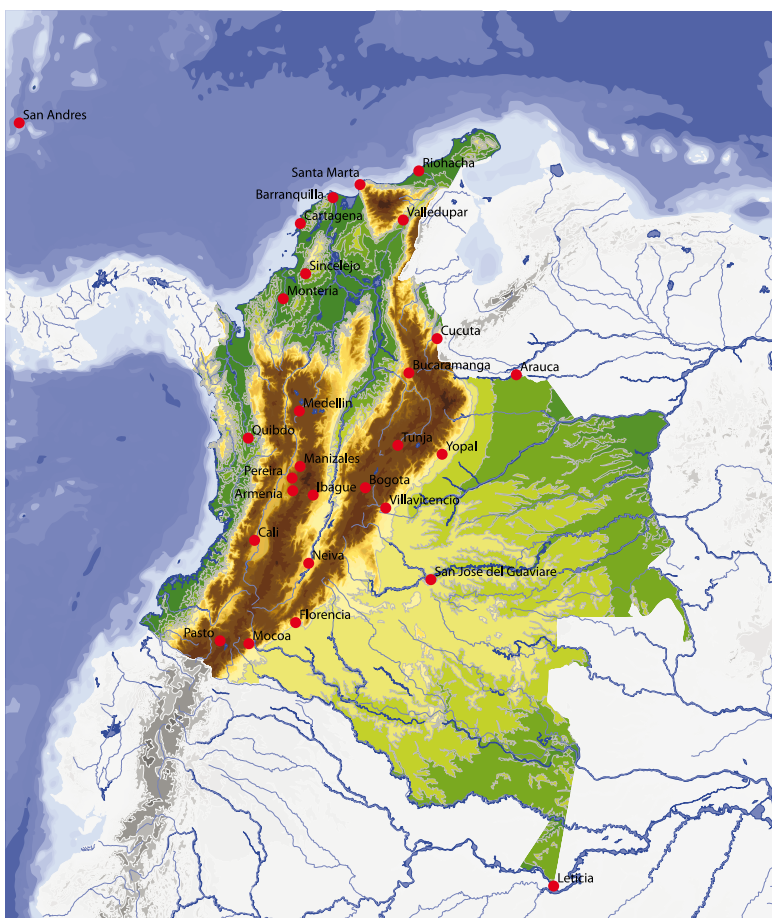 San Andres
Riohacha
Santa Marta
Barranquilla
Valledupar
Cartagena
Sincelejo
Monteria
Cucuta
Bucaramanga
Arauca
Medellin
Quibdo
Tunja
Yopal
Manizales
Pereira
Armenia
Ibague
Bogota
Villavicencio
Cali
Neiva
San Jose del Guaviare
Florencia
Pasto
Mocoa
Leticia